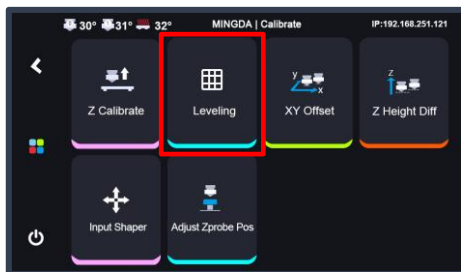 30° 31° 32° MINGDA | Calibrate IP:192.168.251.121
Z Calibrate Leveling XY Offset Z Height Diff
Input Shaper Adjust Zprobe Pos